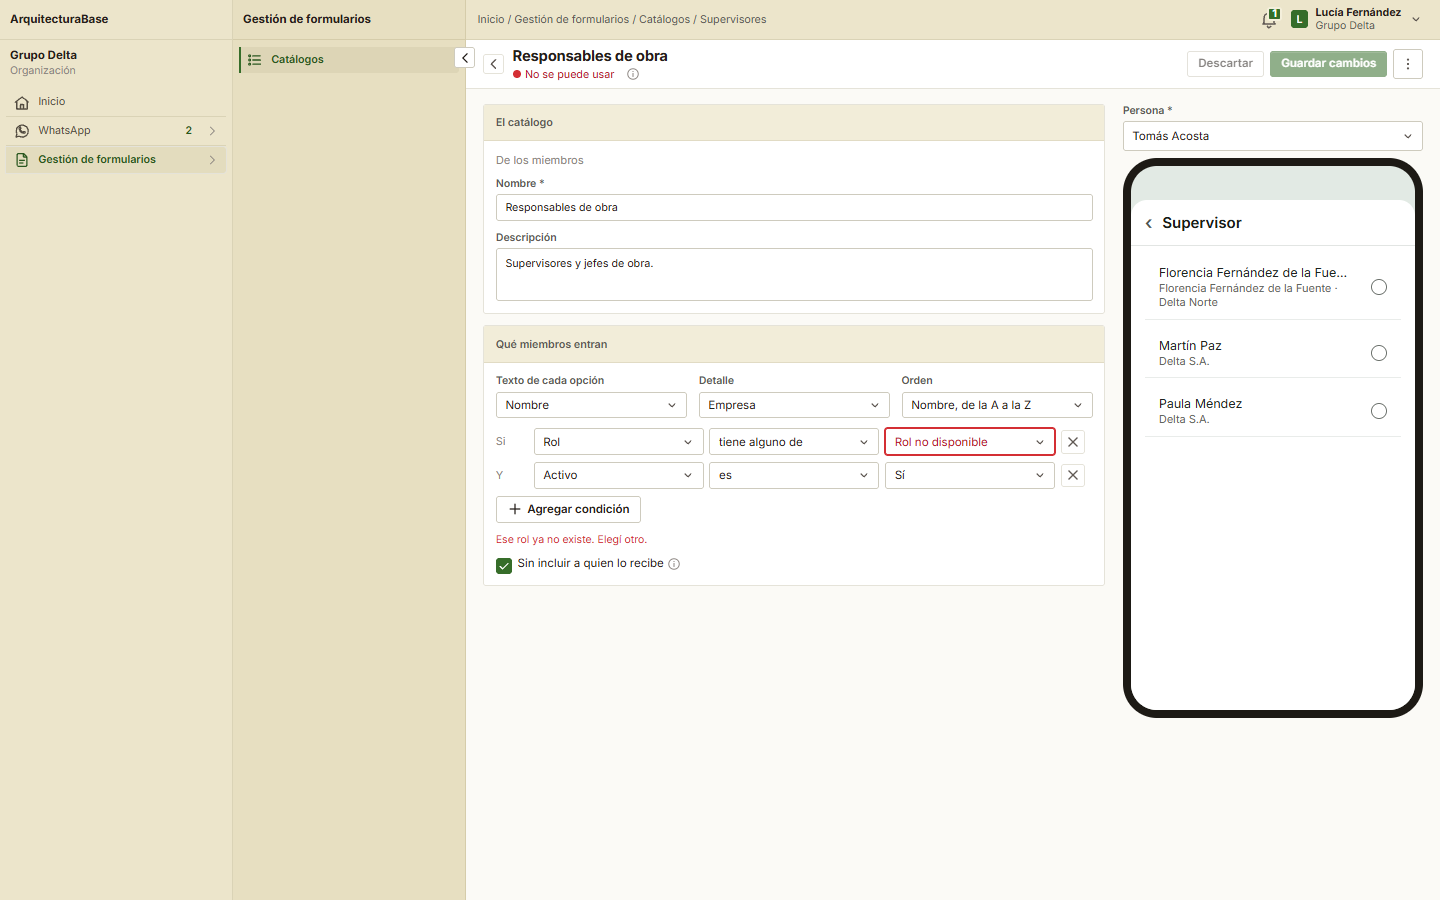 ArquitecturaBase
Grupo Delta
Organización
Inicio
WhatsApp 2
Gestión de formularios
Gestión de formularios
Catálogos
Inicio / Gestión de formularios / Catálogos / Supervisores
1
L
Lucía Fernández
Grupo Delta
Responsables de obra
No se puede usar
Descartar
Guardar cambios
El catálogo
De los miembros
Nombre *
Responsables de obra
Descripción
Supervisores y jefes de obra.
Qué miembros entran
Texto de cada opción Detalle Orden
Nombre Empresa Nombre, de la A a la Z
Si Rol tiene alguno de Rol no disponible
Y Activo es Sí
Agregar condición
Ese rol ya no existe. Elegí otro.
Sin incluir a quien lo recibe
Persona *
Tomás Acosta
Supervisor
Florencia Fernández de la Fue...
Florencia Fernández de la Fuente ·
Delta Norte
Martín Paz
Delta S.A.
Paula Méndez
Delta S.A.